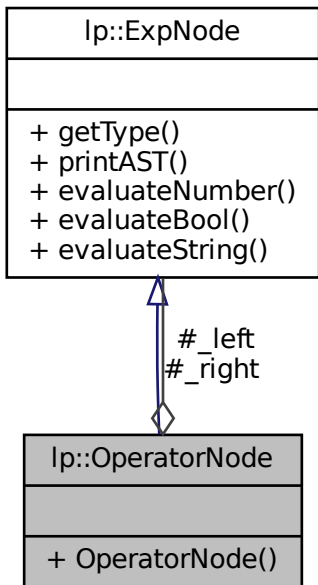 lp::ExpNode
+ getType()
+ printAST()
+ evaluateNumber()
+ evaluateBool()
+ evaluateString()
#_left
#_right
lp::OperatorNode
+ OperatorNode()